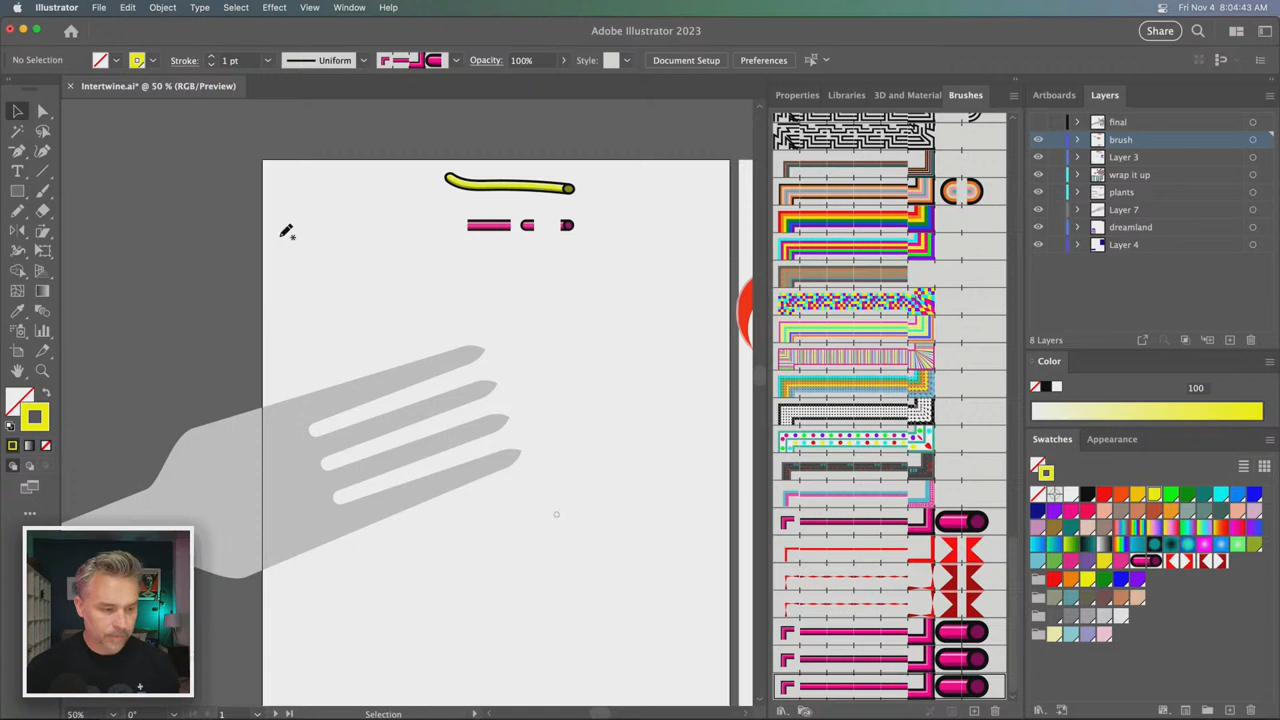 Illustrator File Edit Object Type Select Effect View Window Help
Fri Nov 4 8:04:43 AM
Adobe Illustrator 2023
Share
No Selection
Stroke: 1 pt
Uniform
Opacity: 100%
Style:
Document Setup
Preferences
× Intertwine.ai* @ 50 % (RGB/Preview)
Properties Libraries 3D and Material Brushes
Artboards Layers
final
brush
Layer 3
wrap it up
plants
Layer 7
dreamland
Layer 4
8 Layers
Color
100
Swatches Appearance
50% 0° 1 Selection